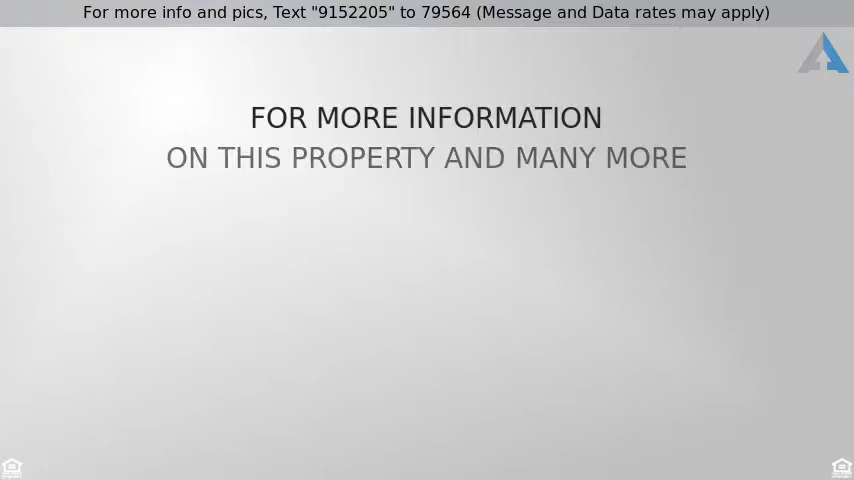 For more info and pics, Text "9152205" to 79564 (Message and Data rates may apply)
FOR MORE INFORMATION
ON THIS PROPERTY AND MANY MORE